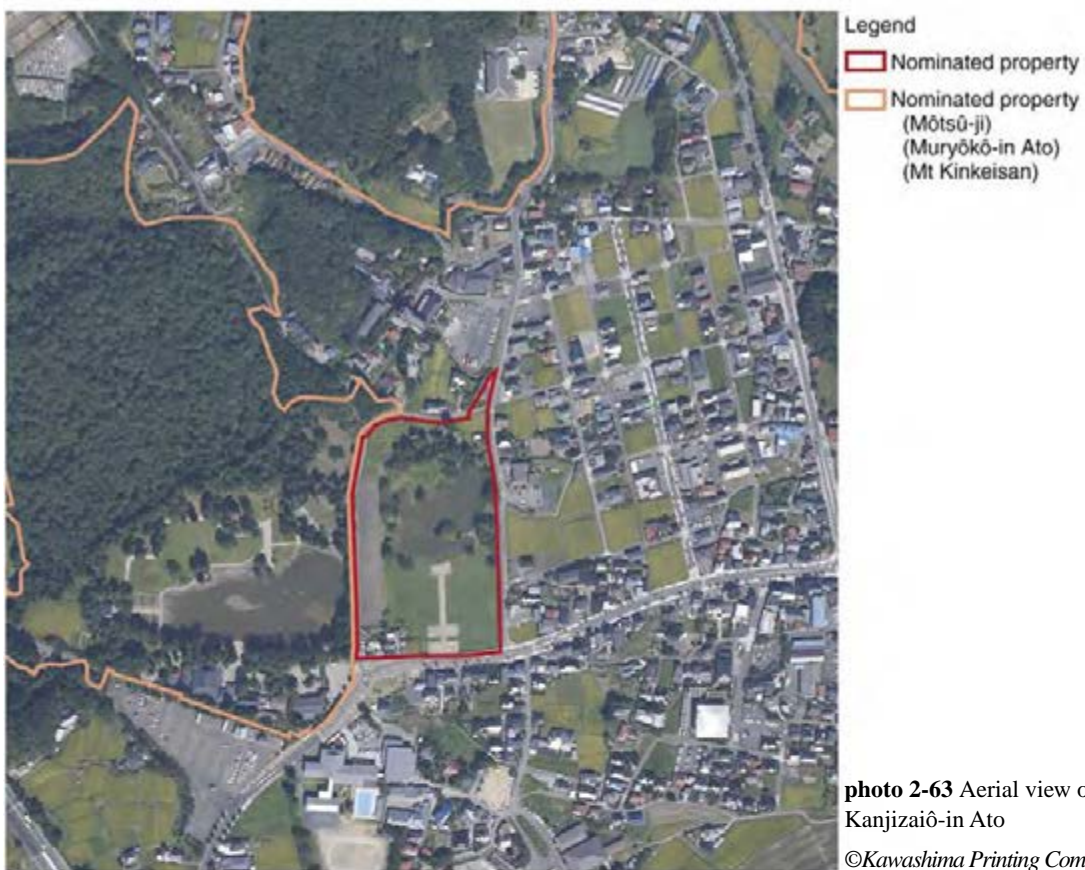 Legend
Nominated property
Nominated property
(Môtsû-ji)
(Muryôkô-in Ato)
(Mt Kinkeisan)
photo 2-63 Aerial view o
Kanjizaiô-in Ato
©Kawashima Printing Com